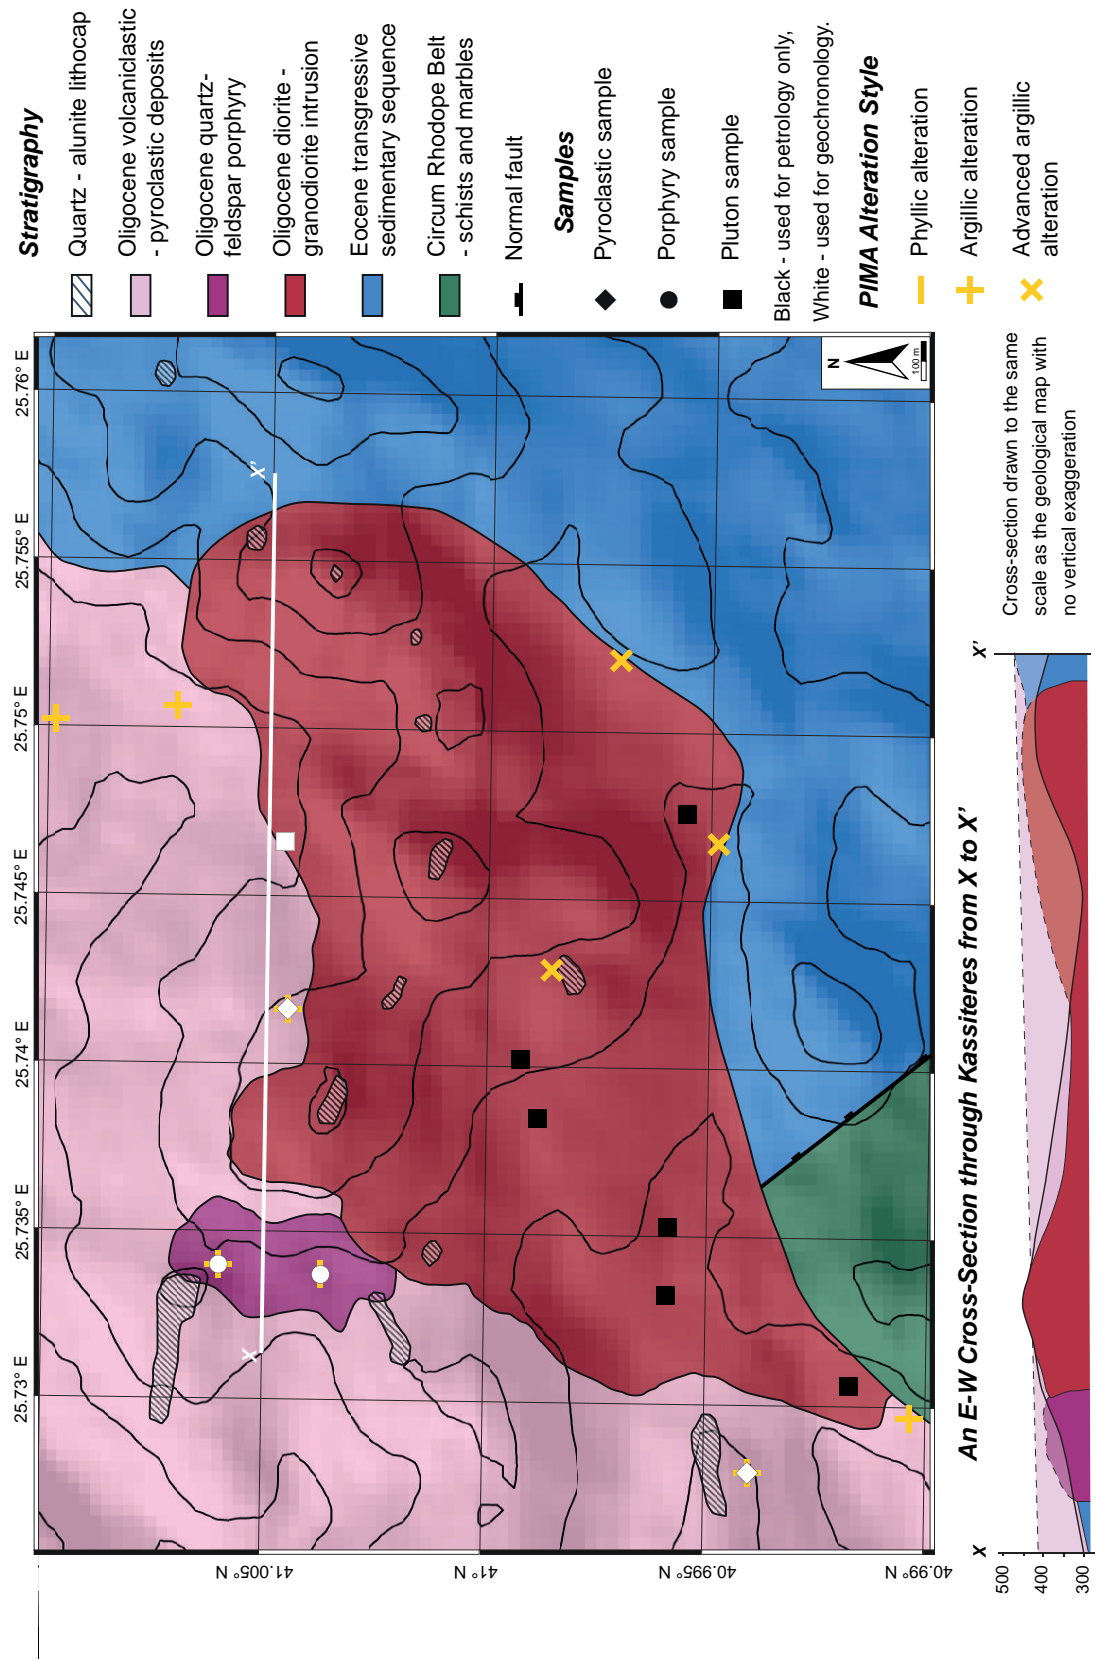 25.73° E
25.735° E
25.74° E
25.745° E
25.75° E
25.755° E
25.76° E
41.005° N
41° N
40.995° N
40.99° N
X
X'
N
100 m
Stratigraphy
Quartz - alunite lithocap
Oligocene volcaniclastic
- pyroclastic deposits
Oligocene quartz-
feldspar porphyry
Oligocene diorite -
granodiorite intrusion
Eocene transgressive
sedimentary sequence
Circum Rhodope Belt
- schists and marbles
Normal fault
Samples
Pyroclastic sample
Porphyry sample
Pluton sample
Black - used for petrology only,
White - used for geochronology.
PIMA Alteration Style
Phyllic alteration
Argillic alteration
Advanced argillic
alteration
An E-W Cross-Section through Kassiteres from X to X'
X
X'
500
400
300
Cross-section drawn to the same
scale as the geological map with
no vertical exaggeration